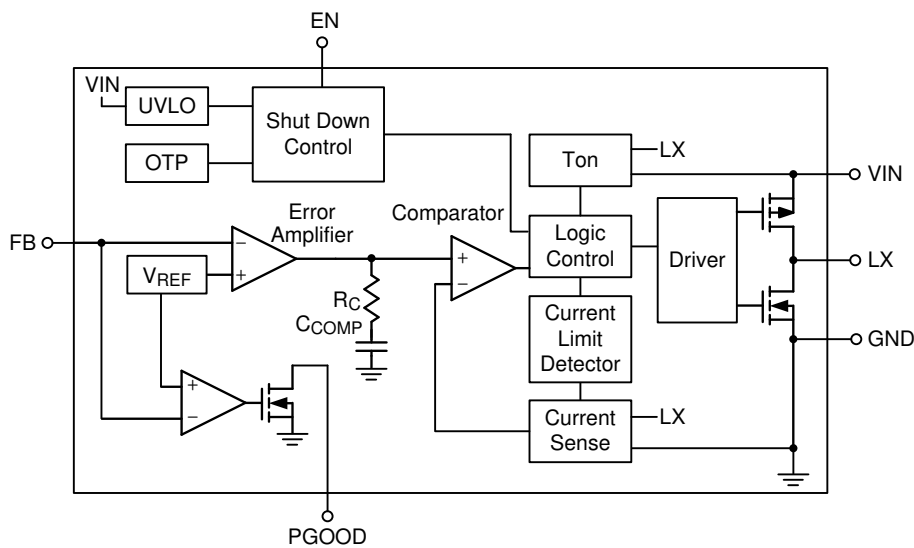 EN
VIN
UVLO
Shut Down
Control
OTP
Ton
LX
VIN
Error
Amplifier
Comparator
FB
−
+
VREF
+
−
Logic
Control
Driver
LX
RC
CCOMP
Current
Limit
Detector
GND
+
−
Current
Sense
LX
PGOOD